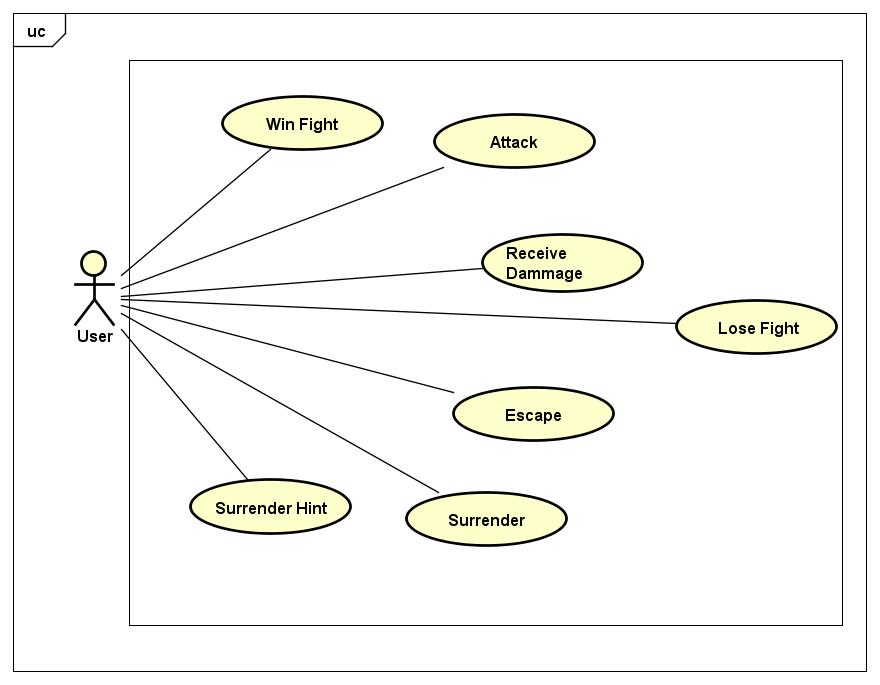 uc
Win Fight
Attack
Receive
Dammage
Lose Fight
User
Escape
Surrender Hint
Surrender